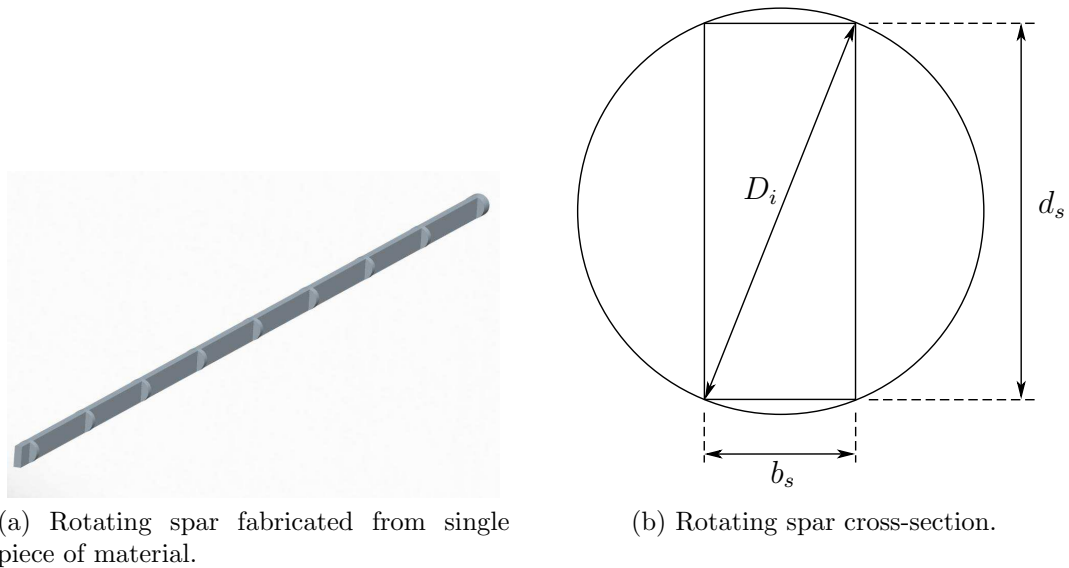 D_i
d_s
b_s
(a) Rotating spar fabricated from single
piece of material.
(b) Rotating spar cross-section.